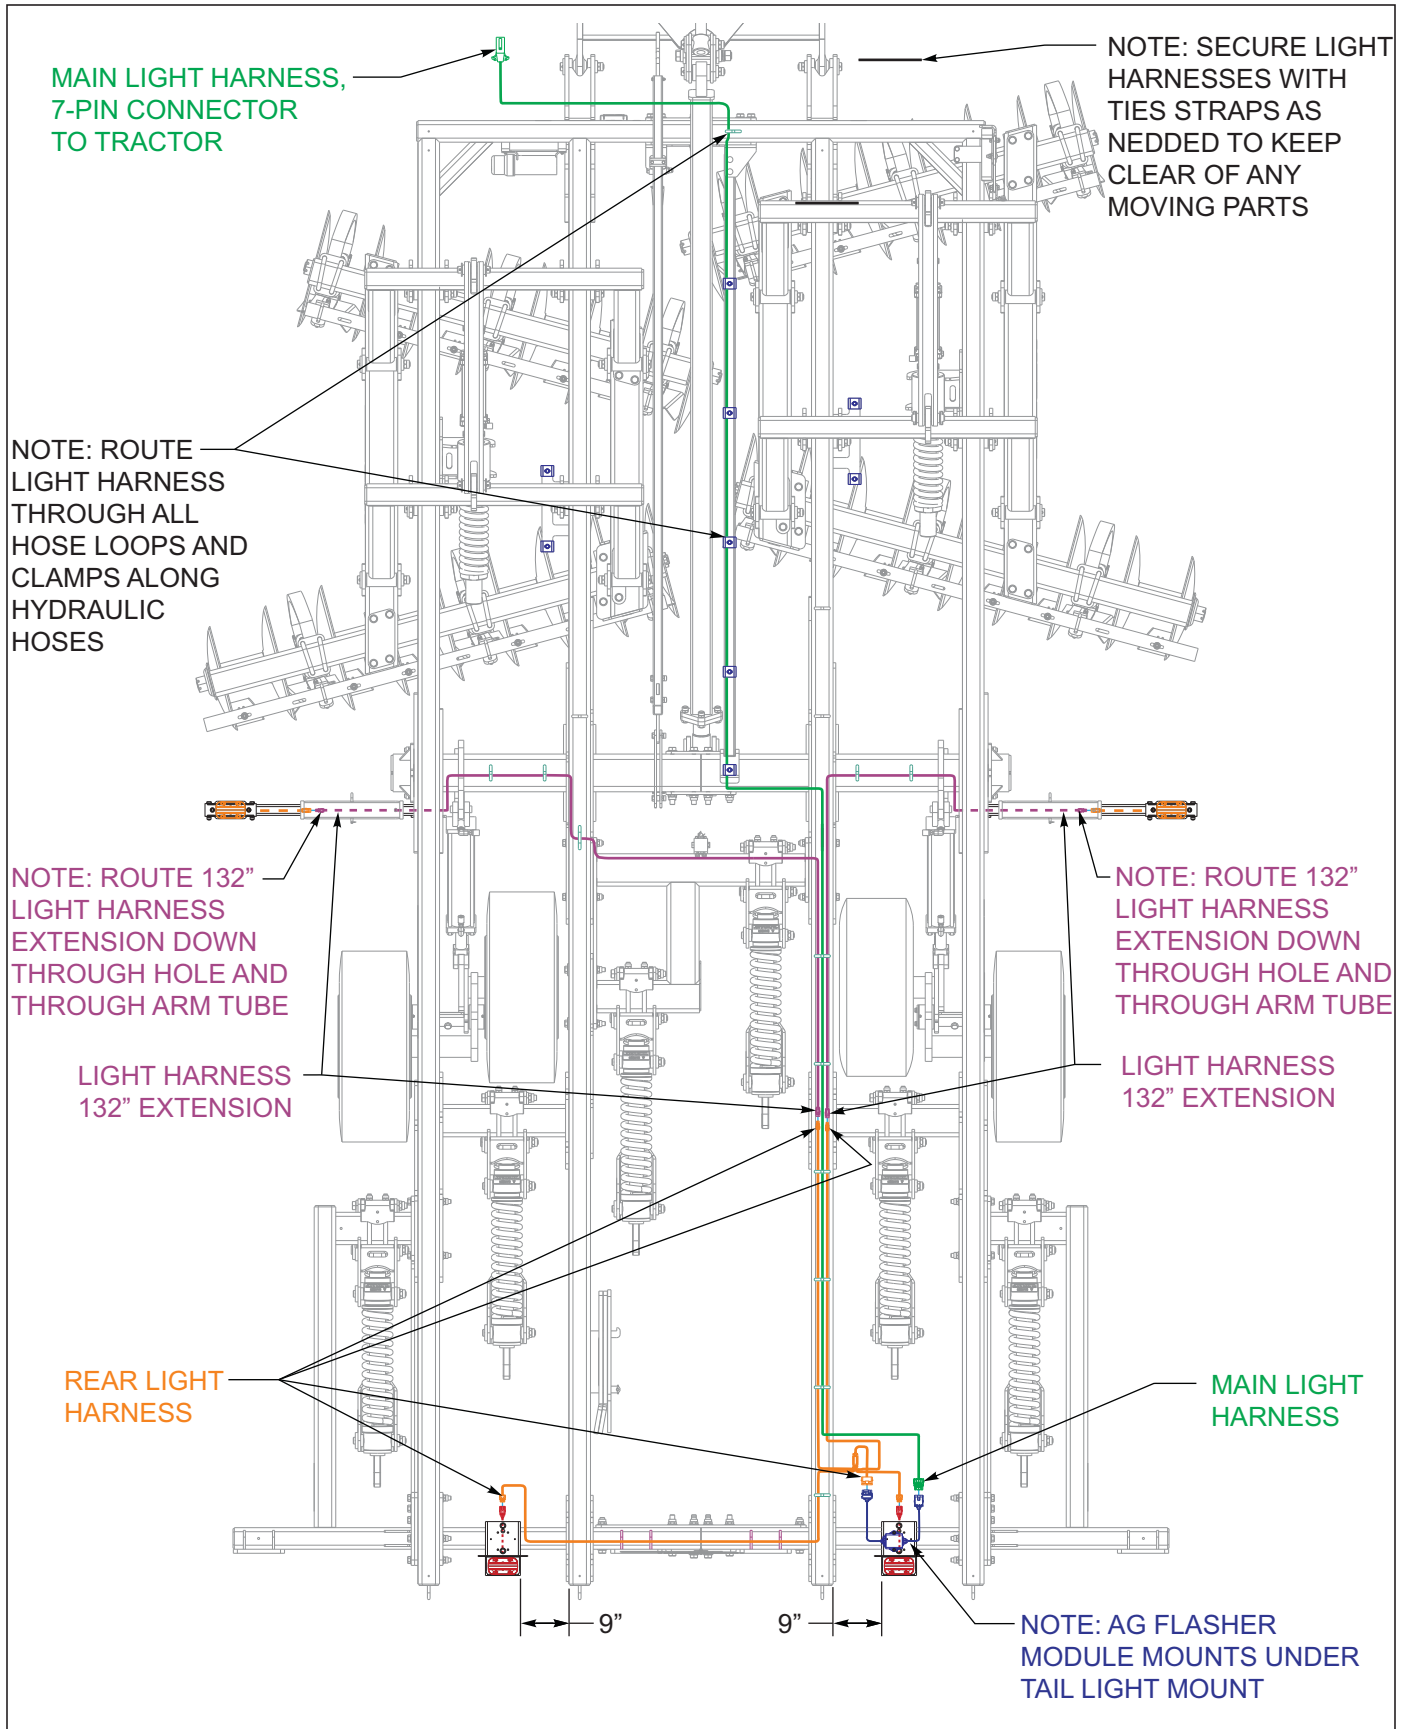 MAIN LIGHT HARNESS,
7-PIN CONNECTOR
TO TRACTOR
NOTE: SECURE LIGHT
HARNESSES WITH
TIES STRAPS AS
NEDDED TO KEEP
CLEAR OF ANY
MOVING PARTS
NOTE: ROUTE
LIGHT HARNESS
THROUGH ALL
HOSE LOOPS AND
CLAMPS ALONG
HYDRAULIC
HOSES
NOTE: ROUTE 132”
LIGHT HARNESS
EXTENSION DOWN
THROUGH HOLE AND
THROUGH ARM TUBE
NOTE: ROUTE 132”
LIGHT HARNESS
EXTENSION DOWN
THROUGH HOLE AND
THROUGH ARM TUBE
LIGHT HARNESS
132” EXTENSION
LIGHT HARNESS
132” EXTENSION
REAR LIGHT
HARNESS
MAIN LIGHT
HARNESS
9”
9”
NOTE: AG FLASHER
MODULE MOUNTS UNDER
TAIL LIGHT MOUNT